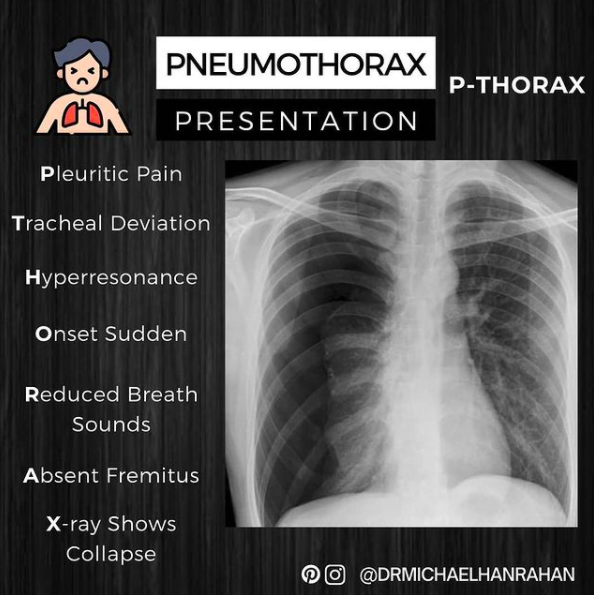 PNEUMOTHORAX
P-THORAX
PRESENTATION
Pleuritic Pain
Tracheal Deviation
Hyperresonance
Onset Sudden
Reduced Breath
Sounds
Absent Fremitus
X-ray Shows
Collapse
@DRMICHAELHANRAHAN